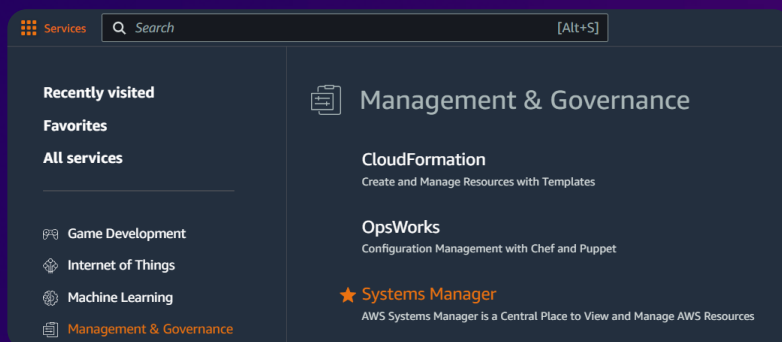 Services
Search [Alt+S]
Recently visited
Favorites
All services
Game Development
Internet of Things
Machine Learning
Management & Governance
Management & Governance
CloudFormation
Create and Manage Resources with Templates
OpsWorks
Configuration Management with Chef and Puppet
Systems Manager
AWS Systems Manager is a Central Place to View and Manage AWS Resources